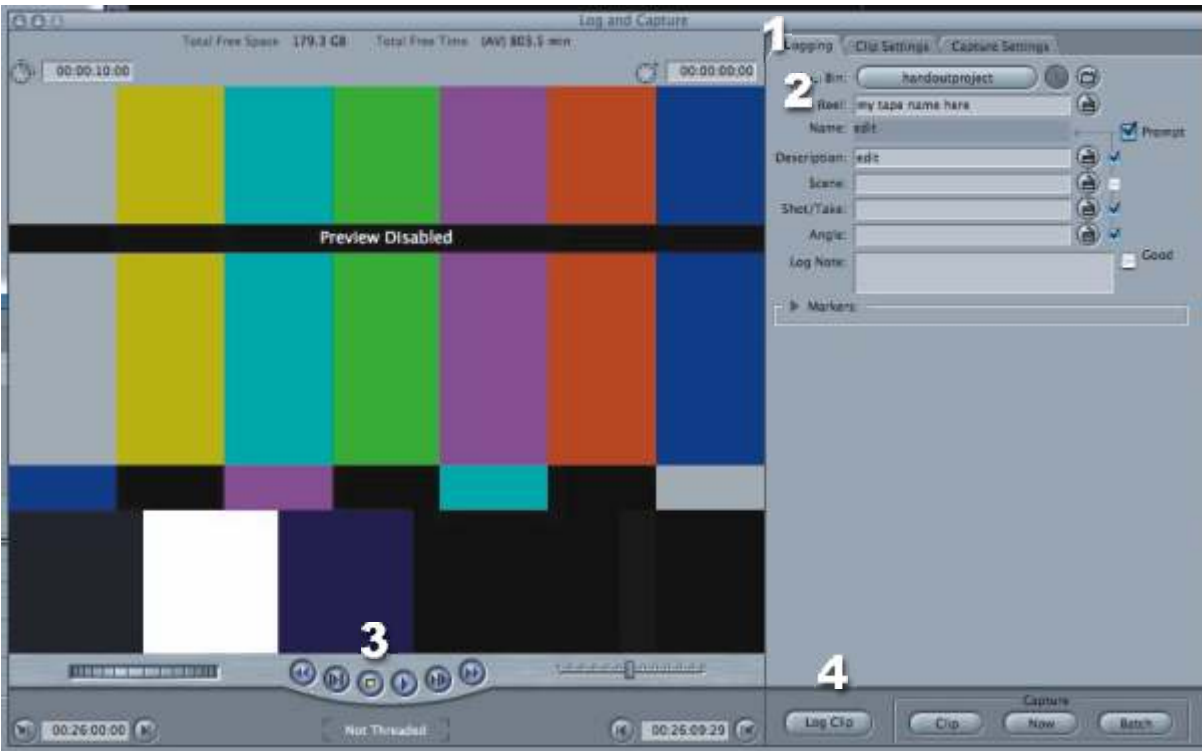 Log and Capture
Total Free Space 179.3 GB Total Free Time (AV) 803.5 min
00:00:10:00
00:00:00:00
Preview Disabled
3
00:26:00:00
Not Threaded
00:26:09:29
1
Logging Clip Settings Capture Settings
2
Bin: handoutproject
Reel: my tape name here
Name: edit
Prompt
Description: edit
Scene:
Shot/Take:
Angle:
Log Note:
Good
Markers
4
Capture
Log Clip Clip Now Batch